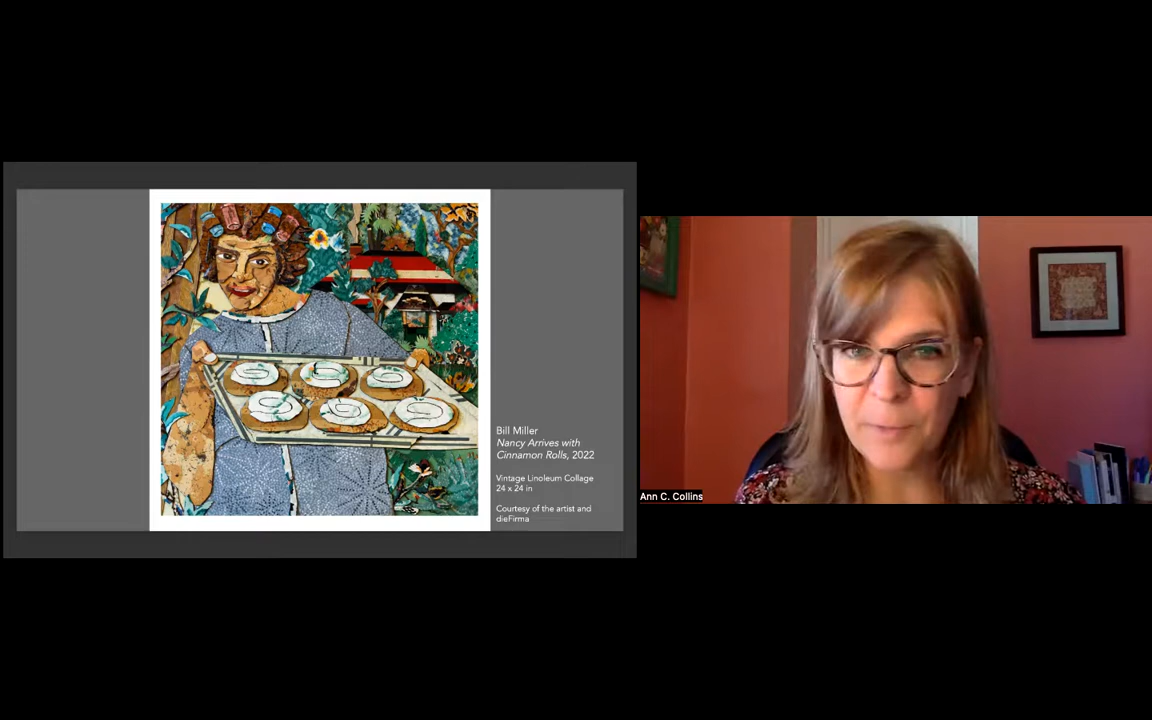 Bill Miller
Nancy Arrives with
Cinnamon Rolls, 2022
Vintage Linoleum Collage
24 x 24 in
Courtesy of the artist and
dieFirma
Ann C. Collins